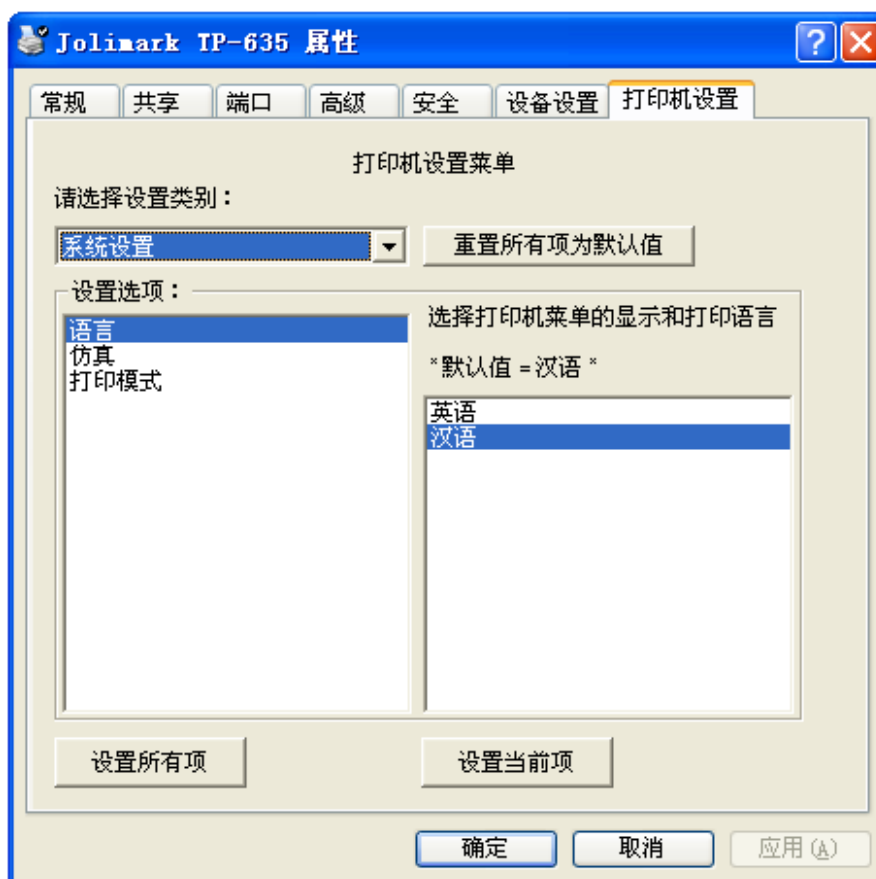 Jolimark TP-635 属性
常规 共享 端口 高级 安全 设备设置 打印机设置
打印机设置菜单
请选择设置类别：
系统设置 重置所有项为默认值
设置选项：
语言
仿真
打印模式
选择打印机菜单的显示和打印语言
*默认值 =汉语 *
英语
汉语
设置所有项 设置当前项
确定 取消 应用 (A)